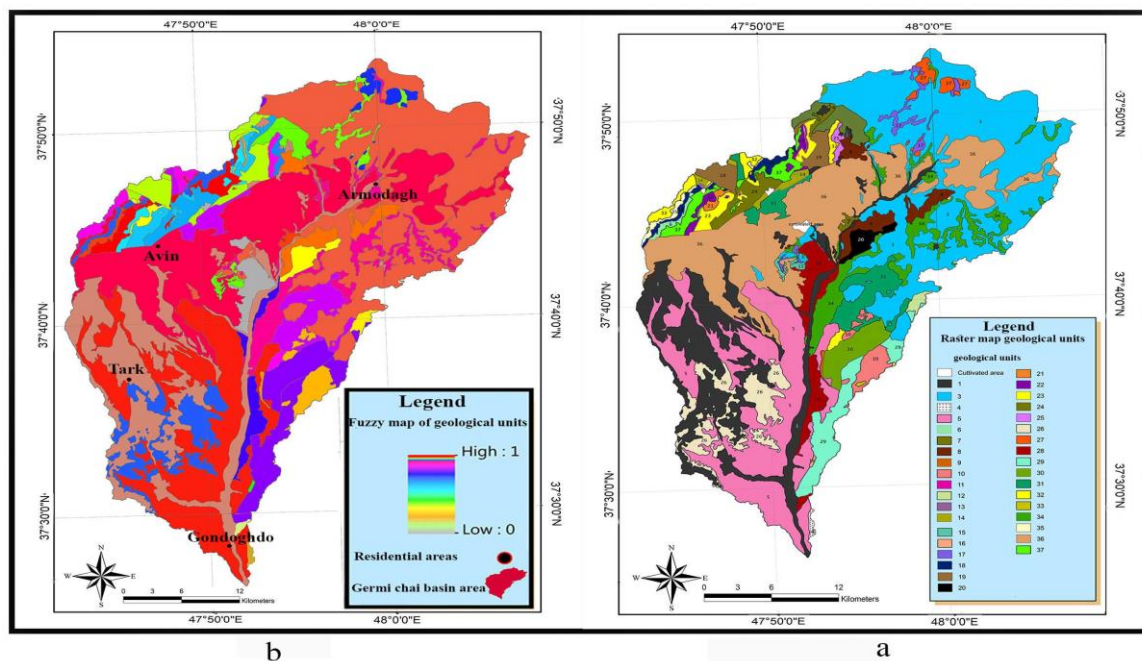 47°50'0"E
48°0'0"E
37°50'0"N
37°40'0"N
37°30'0"N
37°50'0"N
37°40'0"N
37°30'0"N
Armodagh
Avin
Tark
Gondoghdo
Legend
Fuzzy map of geological units
High : 1
Low : 0
Residential areas
Germi chai basin area
N
W E
S
0 3 6 12
Kilometers
47°50'0"E
48°0'0"E
b
47°50'0"E
48°0'0"E
37°50'0"N
37°40'0"N
37°30'0"N
37°50'0"N
37°40'0"N
37°30'0"N
36
36
36
20
5
26
29
Legend
Raster map geological units
geological units
Cultivated area
1
3
4
5
6
7
8
9
10
11
12
13
14
15
16
17
18
19
20
21
22
23
24
25
26
27
28
29
30
31
32
33
34
35
36
37
N
W E
S
0 3 6 12
Kilometers
47°50'0"E
48°0'0"E
a